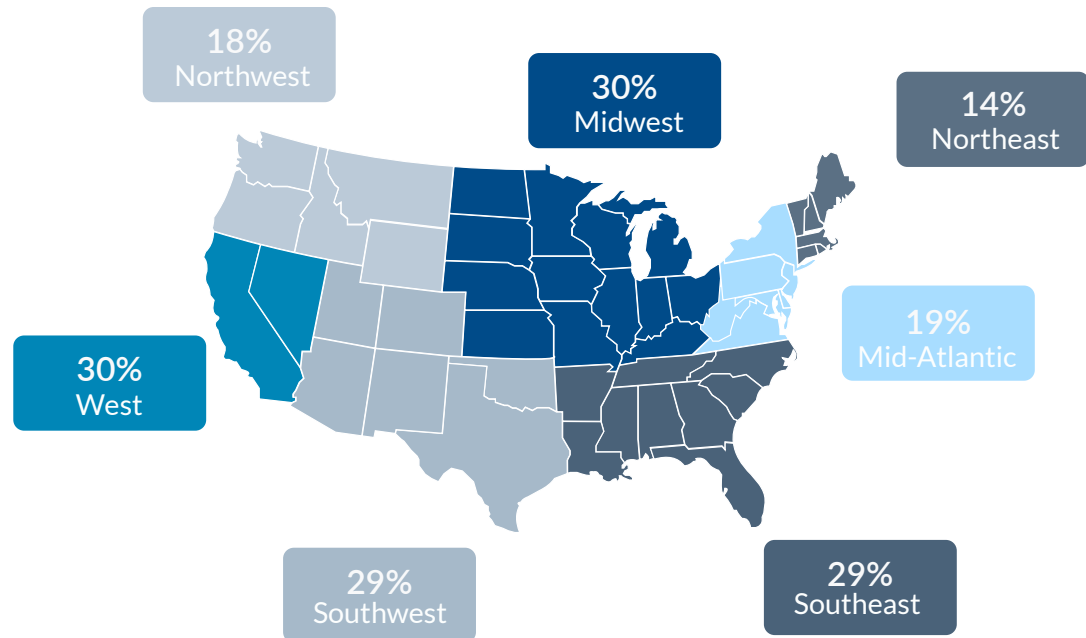 18%
Northwest
30%
Midwest
14%
Northeast
19%
Mid-Atlantic
30%
West
29%
Southwest
29%
Southeast